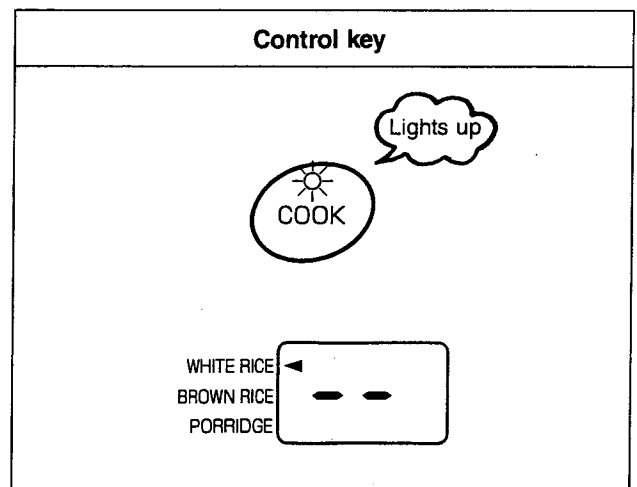 Control key
Lights up
COOK
WHITE RICE
BROWN RICE
PORRIDGE